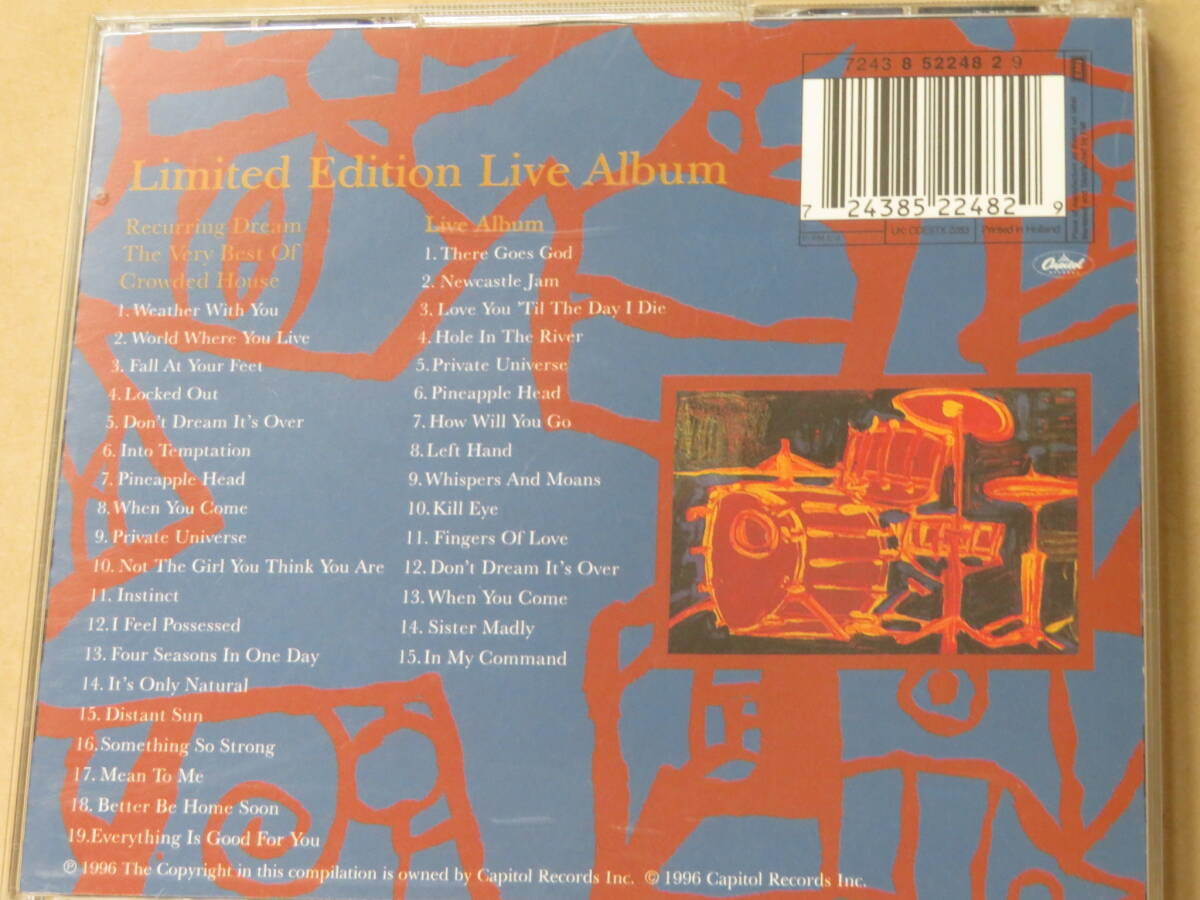 7243 8 52248 2 9
EMI
7 24385 22482 9
UK: CDESTX 2283
Printed in Holland
Capitol
Limited Edition Live Album
Recurring Dream
The Very Best Of
Crowded House
1. Weather With You
2. World Where You Live
3. Fall At Your Feet
4. Locked Out
5. Don't Dream It's Over
6. Into Temptation
7. Pineapple Head
8. When You Come
9. Private Universe
10. Not The Girl You Think You Are
11. Instinct
12. I Feel Possessed
13. Four Seasons In One Day
14. It's Only Natural
15. Distant Sun
16. Something So Strong
17. Mean To Me
18. Better Be Home Soon
19. Everything Is Good For You
Live Album
1. There Goes God
2. Newcastle Jam
3. Love You 'Til The Day I Die
4. Hole In The River
5. Private Universe
6. Pineapple Head
7. How Will You Go
8. Left Hand
9. Whispers And Moans
10. Kill Eye
11. Fingers Of Love
12. Don't Dream It's Over
13. When You Come
14. Sister Madly
15. In My Command
℗ 1996 The Copyright in this compilation is owned by Capitol Records Inc. © 1996 Capitol Records Inc.